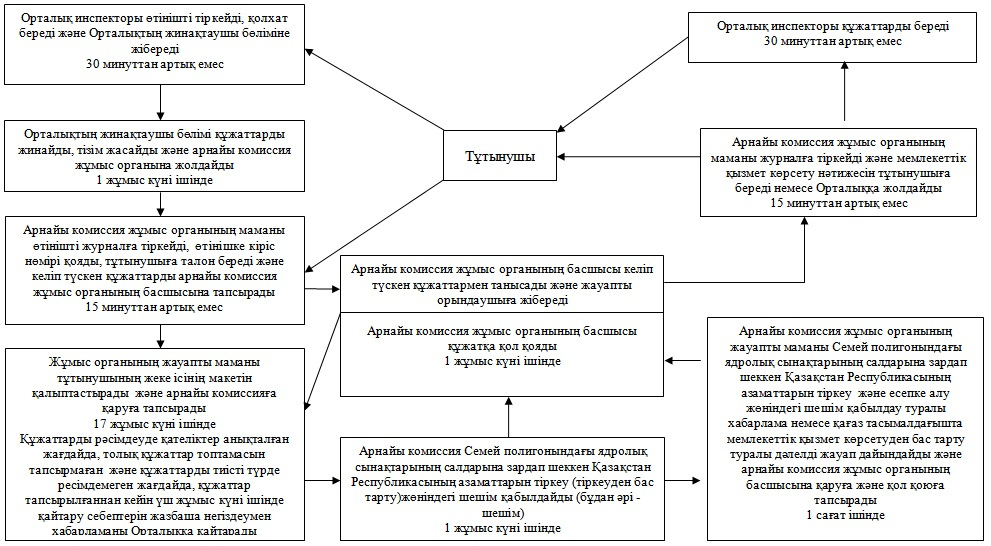 Орталық инспекторы өтінішті тіркейді, қолхат
береді және Орталықтың жинақтаушы бөліміне
жібереді
30 минуттан артық емес
Орталық инспекторы құжаттарды береді
30 минуттан артық емес
Орталықтың жинақтаушы бөлімі құжаттарды
жинайды, тізім жасайды және арнайы комиссия
жұмыс органына жолдайды
1 жұмыс күні ішінде
Тұтынушы
Арнайы комиссия жұмыс органының
маманы журналға тіркейді және мемлекеттік
қызмет көрсету нәтижесін тұтынушыға
береді немесе Орталыққа жолдайды
15 минуттан артық емес
Арнайы комиссия жұмыс органының маманы
өтінішті журналға тіркейді, өтінішке кіріс
нөмірі қояды, тұтынушыға талон береді және
келіп түскен құжаттарды арнайы комиссия
жұмыс органының басшысына тапсырады
15 минуттан артық емес
Арнайы комиссия жұмыс органының басшысы келіп
түскен құжаттармен танысады және жауапты
орындаушыға жібереді
Арнайы комиссия жұмыс органының басшысы
құжатқа қол қояды
1 жұмыс күні ішінде
Жұмыс органының жауапты маманы
тұтынушының жеке ісінің макетін
қалыптастырады және арнайы комиссияға
қаруға тапсырады
17 жұмыс күні ішінде
Құжаттарды рәсімдеуде қателіктер анықталған
жағдайда, толық құжаттар топтамасын
тапсырмаған және құжаттарды тиісті түрде
ресімдемеген жағдайда, құжаттар
тапсырылғаннан кейін үш жұмыс күні ішінде
қайтару себептерін жазбаша негіздеумен
хабарламаны Орталыққа қайтарады
Арнайы комиссия Семей полигонындағы ядролық
сынақтарының салдарына зардап шеккен Қазақстан
Республикасының азаматтарын тіркеу (тіркеуден бас
тарту)жөніндегі шешім қабылдайды (бұдан әрі -
шешім)
1 жұмыс күні ішінде
Арнайы комиссия жұмыс органының
жауапты маманы Семей полигонындағы
ядролық сынақтарының салдарына зардап
шеккен Қазақстан Республикасының
азаматтарын тіркеу және есепке алу
жөніндегі шешім қабылдау туралы
хабарлама немесе қағаз тасымалдағышта
мемлекеттік қызмет көрсетуден бас тарту
туралы дәлелді жауап дайындайды және
арнайы комиссия жұмыс органының
басшысына қаруға және қол қоюға
тапсырады
1 сағат ішінде